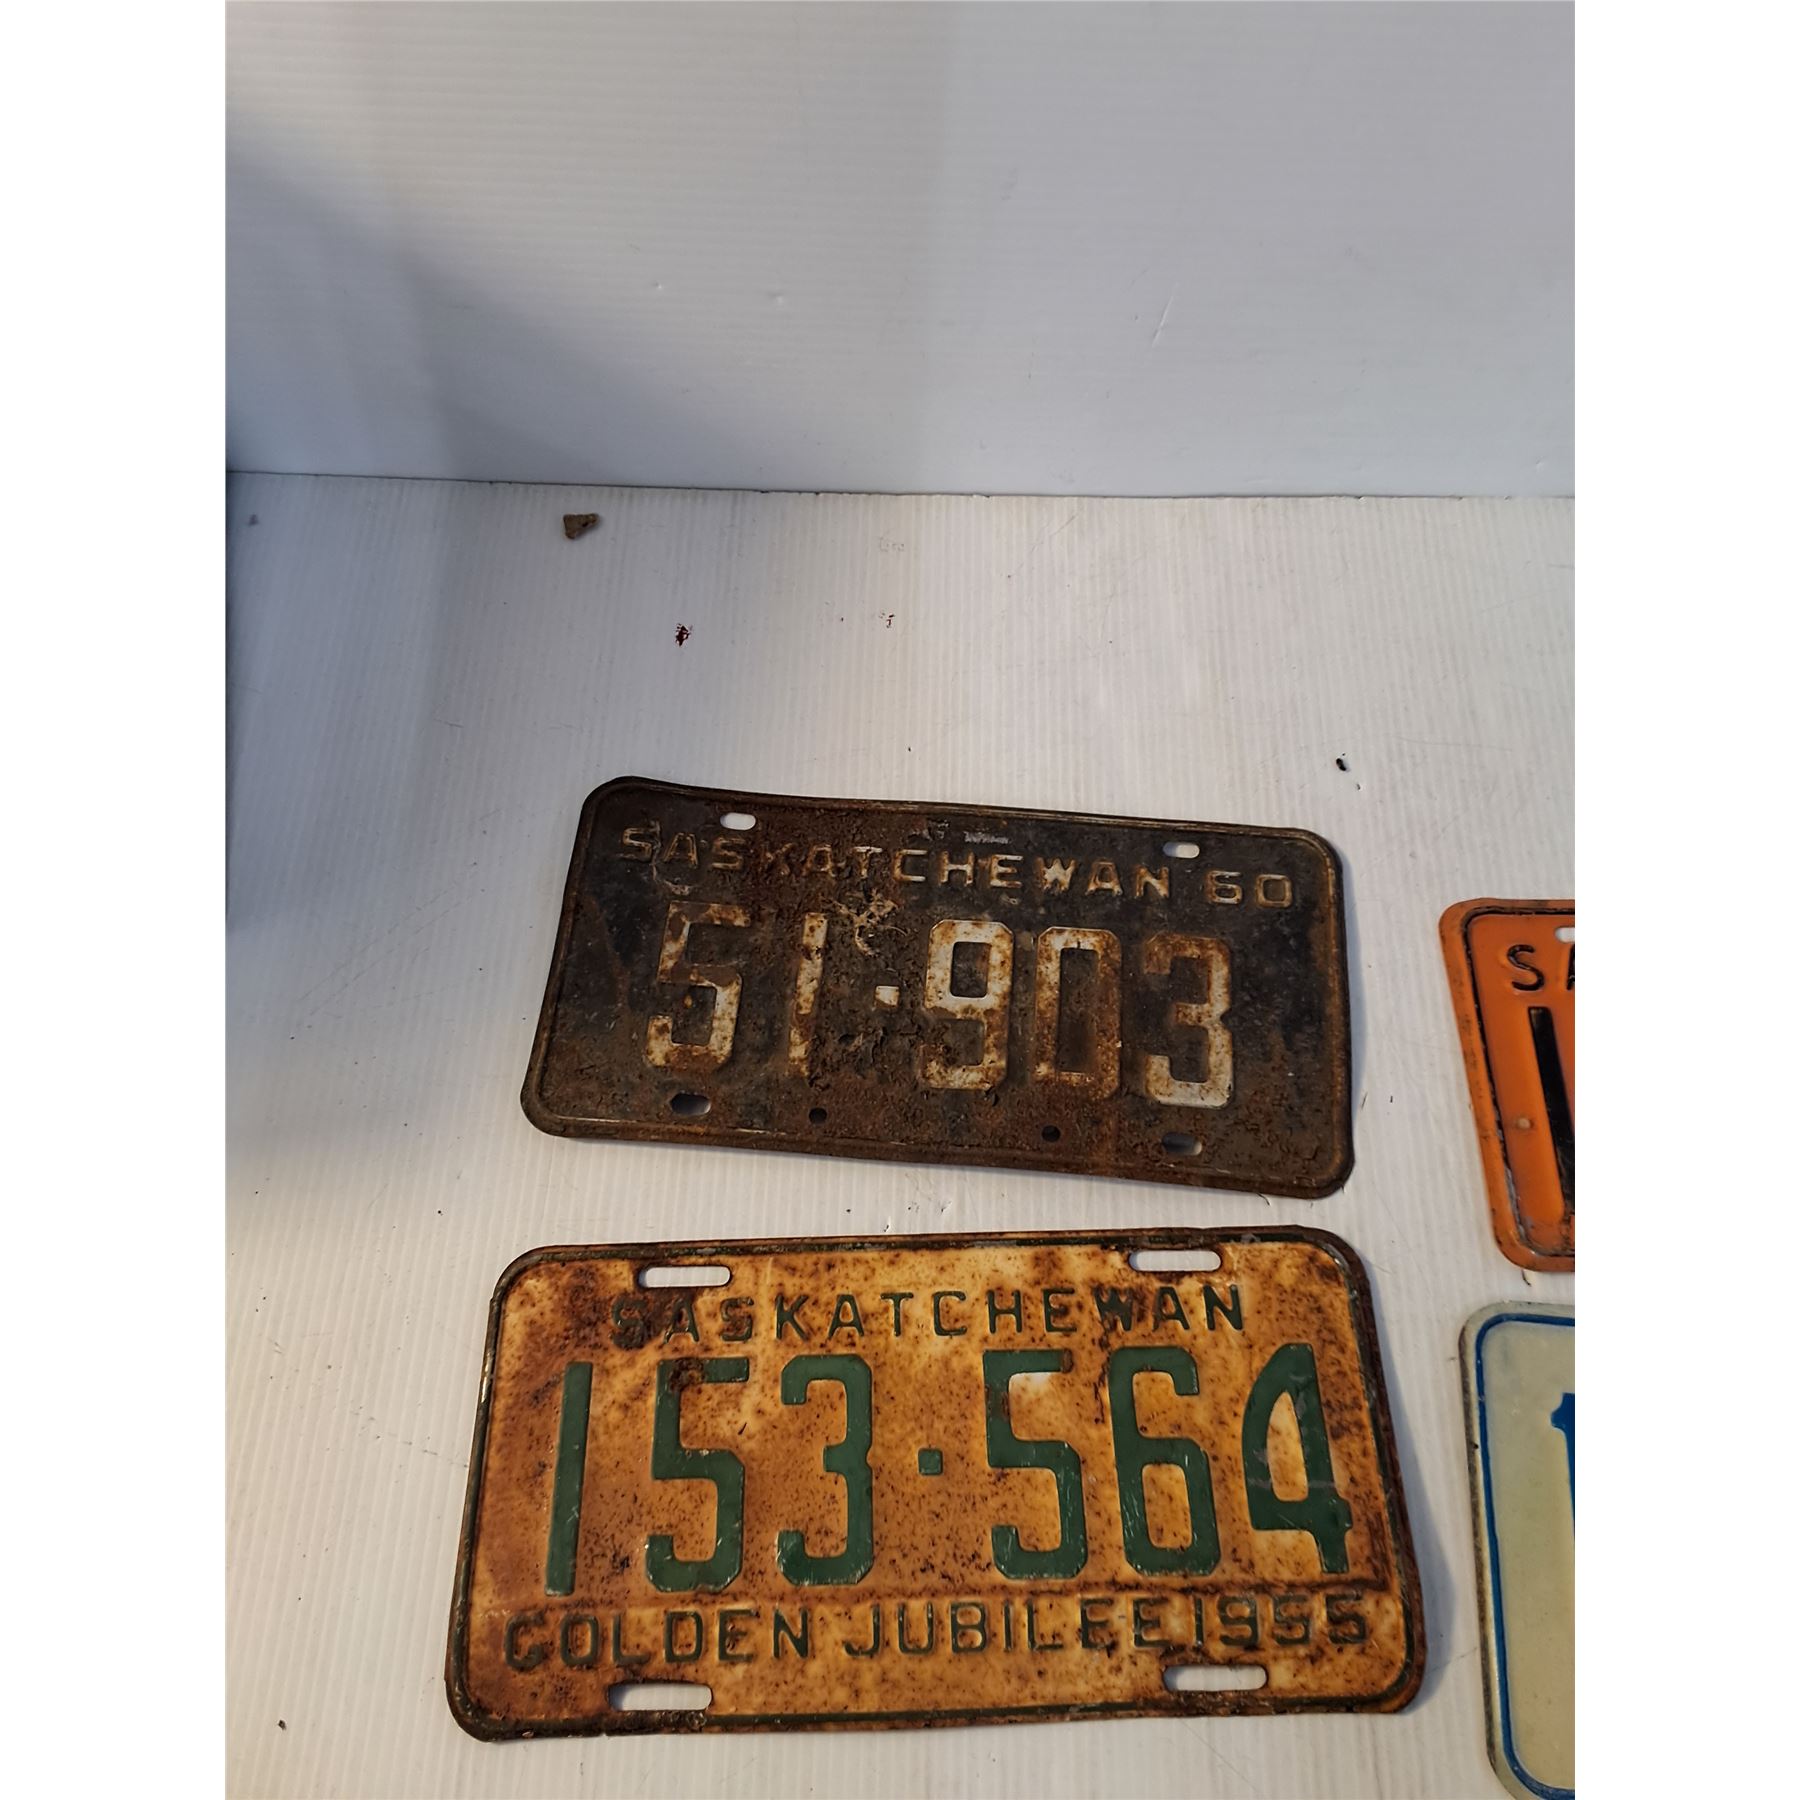 SASKATCHEWAN 60
51·903
SASKATCHEWAN
153·564
GOLDEN JUBILEE 1955